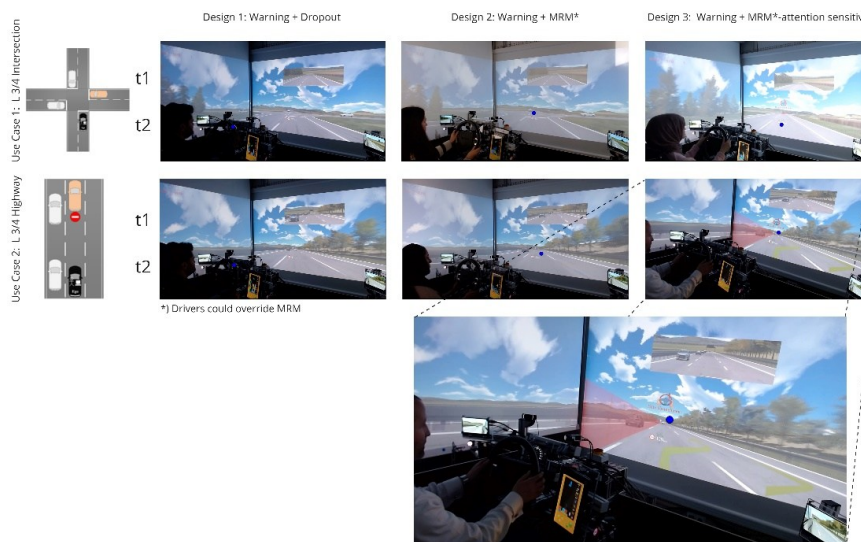 Design 1: Warning + Dropout
Design 2: Warning + MRM*
Design 3: Warning + MRM*-attention sensitiv
Use Case 1: L 3/4 Intersection
t1
t2
Use Case 2: L 3/4 Highway
t1
t2
*) Drivers could override MRM